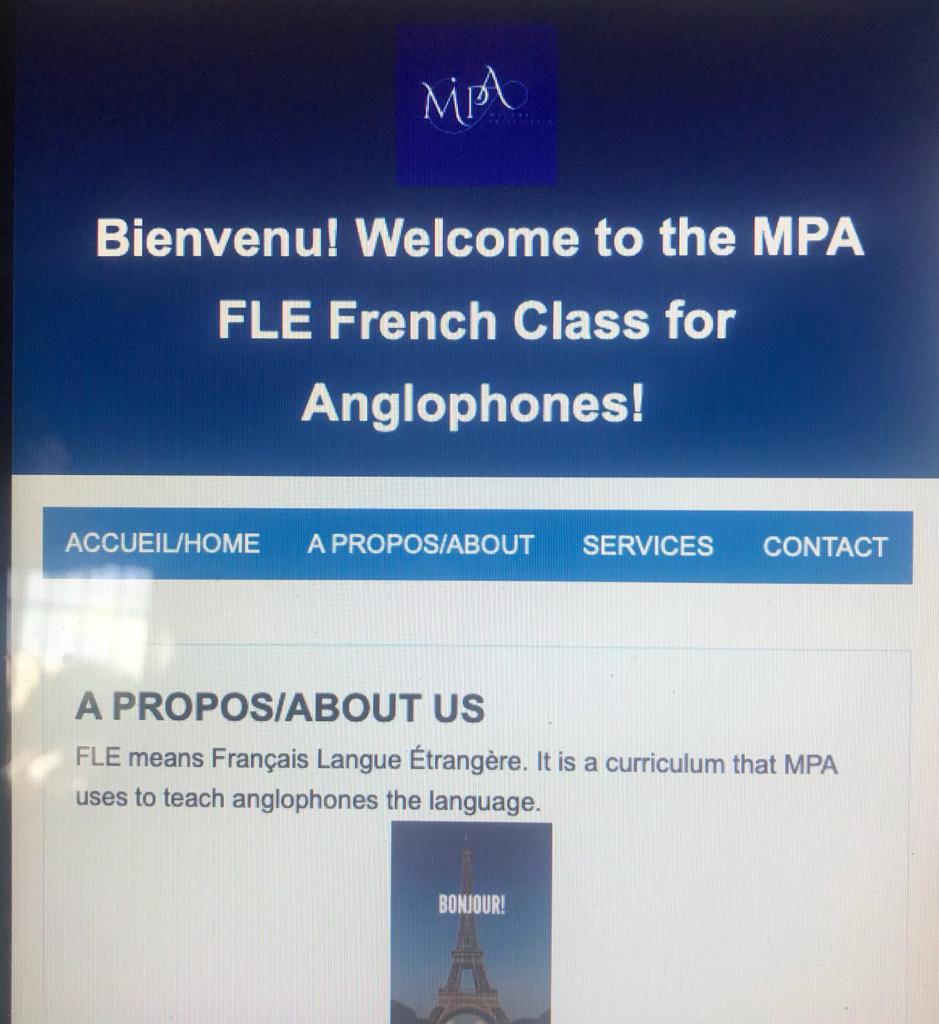 MPA
Bienvenu! Welcome to the MPA
FLE French Class for
Anglophones!
ACCUEIL/HOME A PROPOS/ABOUT SERVICES CONTACT
A PROPOS/ABOUT US
FLE means Français Langue Étrangère. It is a curriculum that MPA
uses to teach anglophones the language.
BONJOUR!